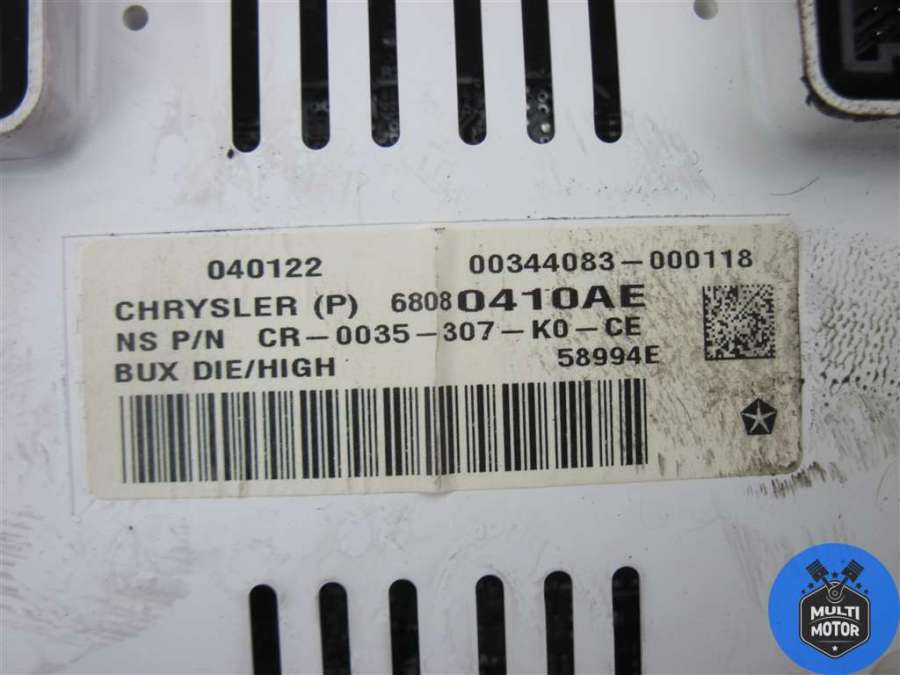 040122 00344083-000118
CHRYSLER (P) 68080410AE
NS P/N CR-0035-307-K0-CE
BUX DIE/HIGH 58994E
MULTI
MOTOR